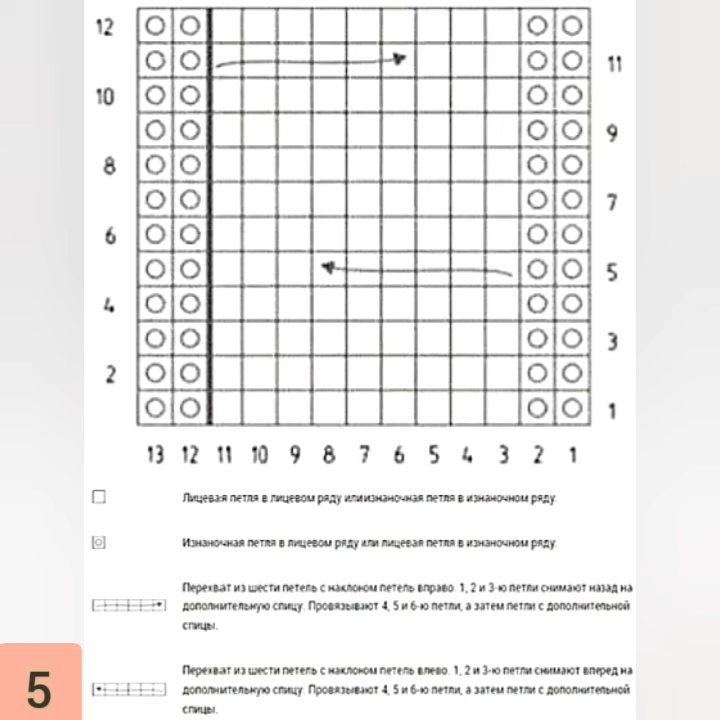 12
11
10
9
8
7
6
5
4
3
2
1
13 12 11 10 9 8 7 6 5 4 3 2 1
Лицевая петля в лицевом ряду или изнаночная петля в изнаночном ряду.
Изнаночная петля в лицевом ряду или лицевая петля в изнаночном ряду.
Перехват из шести петель с наклоном петель вправо. 1, 2 и 3-ю петли снимают назад на
дополнительную спицу. Провязывают 4, 5 и 6-ю петли, а затем петли с дополнительной
спицы.
Перехват из шести петель с наклоном петель влево. 1, 2 и 3-ю петли снимают вперед на
дополнительную спицу. Провязывают 4, 5 и 6-ю петли, а затем петли с дополнительной
спицы.
5